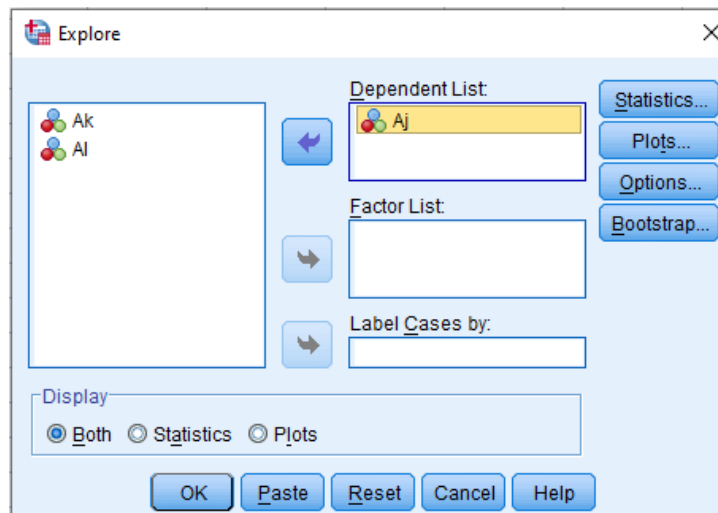 Explore
Dependent List:
Ak
Al
Aj
Statistics...
Plots...
Options...
Bootstrap...
Factor List:
Label Cases by:
Display
Both Statistics Plots
OK Paste Reset Cancel Help